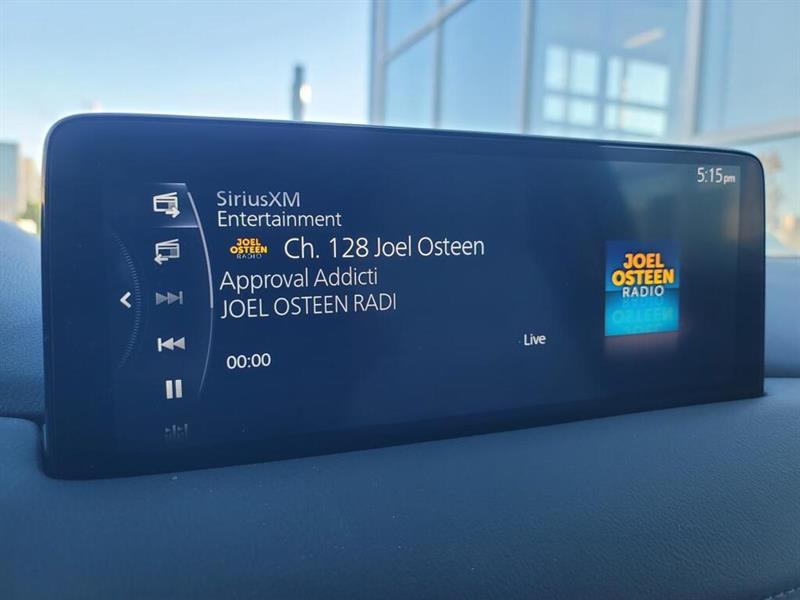 5:15pm
SiriusXM
Entertainment
JOEL
OSTEEN
RADIO
Ch. 128 Joel Osteen
Approval Addicti
JOEL OSTEEN RADI
00:00
Live
JOEL
OSTEEN
RADIO